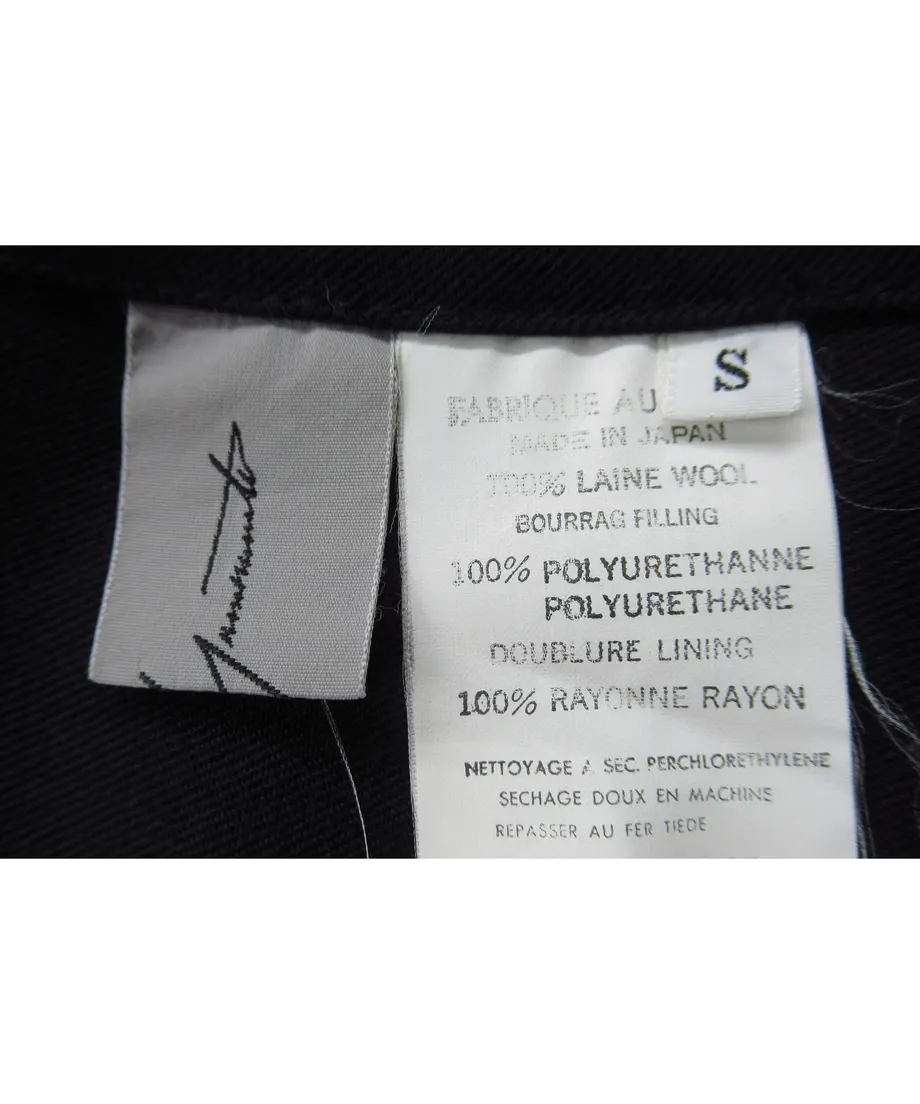 S
FABRIQUE AU
MADE IN JAPAN
100% LAINE WOOL
BOURRAG FILLING
100% POLYURETHANNE
POLYURETHANE
DOUBLURE LINING
100% RAYONNE RAYON
NETTOYAGE A SEC. PERCHLORETHYLENE
SECHAGE DOUX EN MACHINE
REPASSER AU FER TIEDE